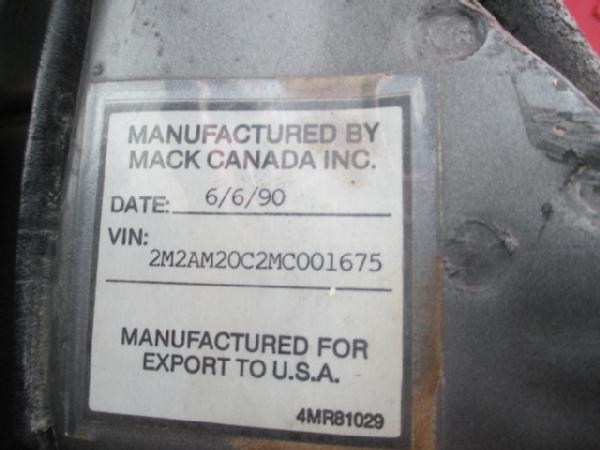 MANUFACTURED BY
MACK CANADA INC.
DATE: 6/6/90
VIN:
2M2AM20C2MC001675
MANUFACTURED FOR
EXPORT TO U.S.A.
4MR81029